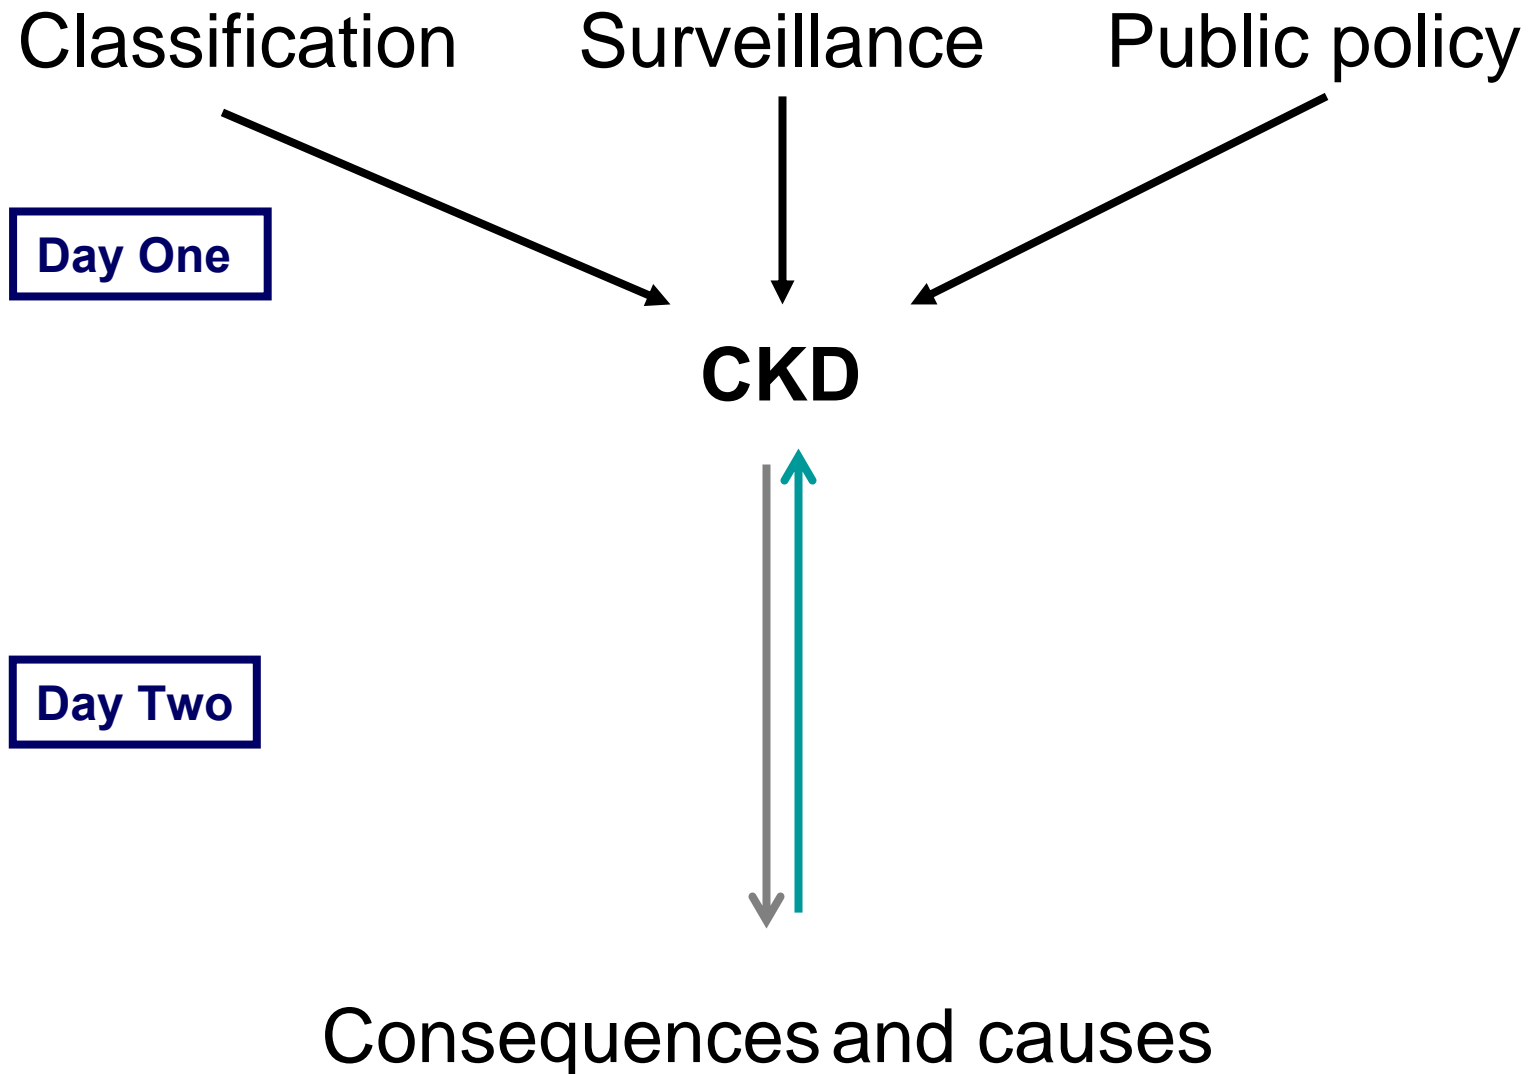 Classification Surveillance Public policy
Day One
CKD
Day Two
Consequences and causes